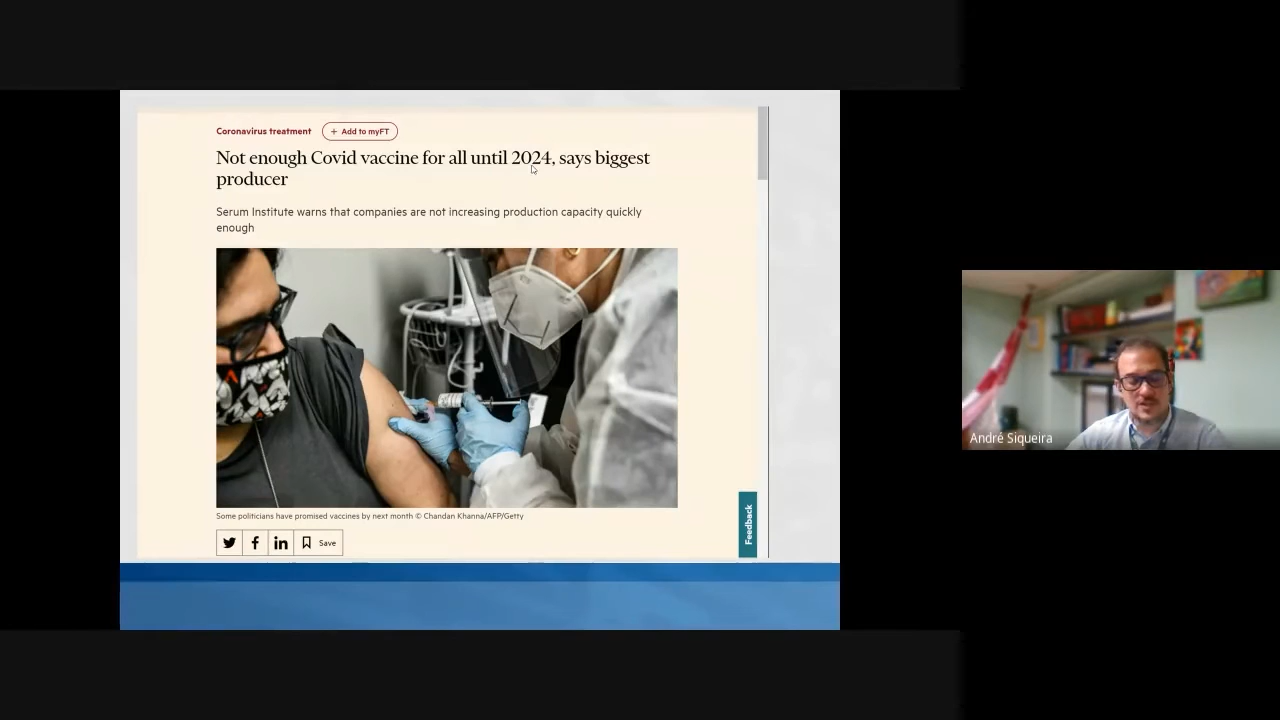 Coronavirus treatment
+ Add to myFT
Not enough Covid vaccine for all until 2024, says biggest
producer
Serum Institute warns that companies are not increasing production capacity quickly
enough
Some politicians have promised vaccines by next month © Chandan Khanna/AFP/Getty
Save
Feedback
André Siqueira